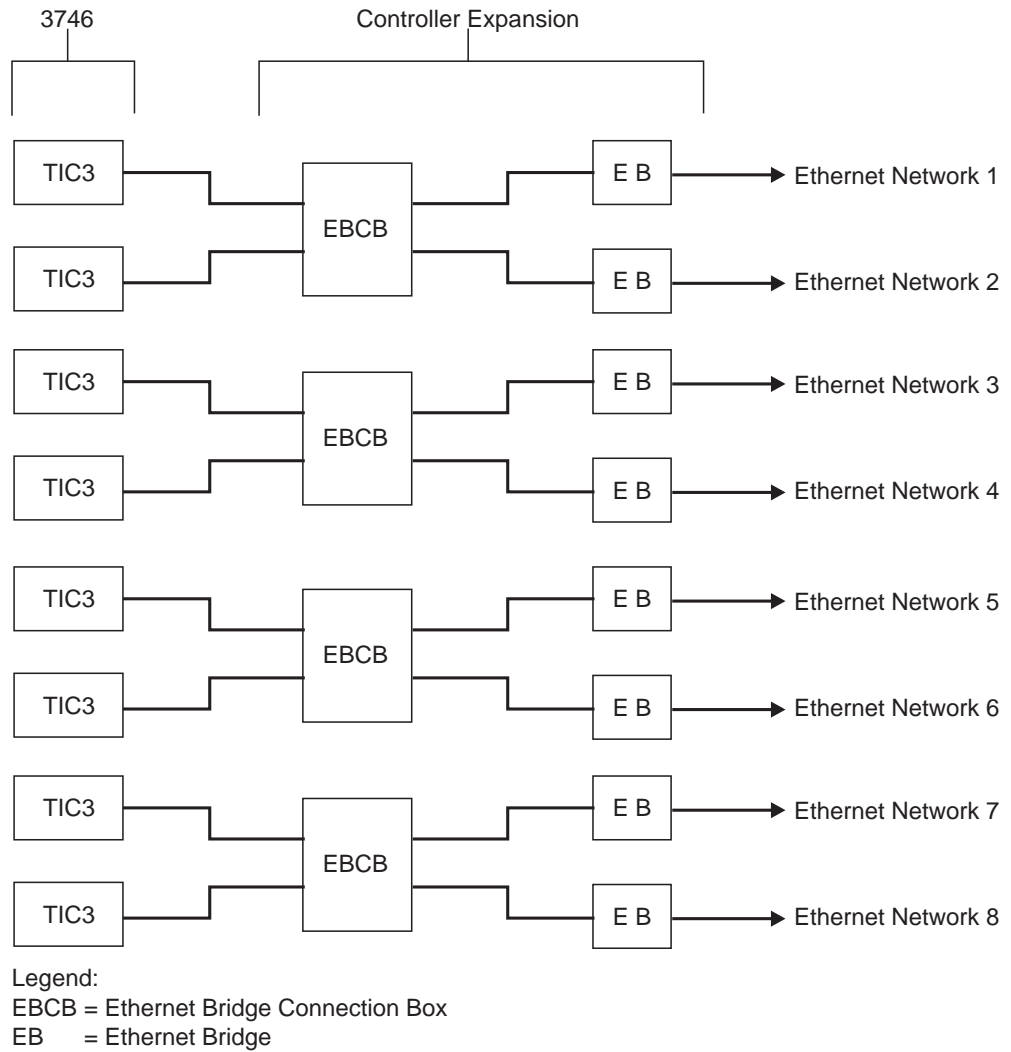 3746
Controller Expansion
TIC3
E B
Ethernet Network 1
EBCB
TIC3
E B
Ethernet Network 2
TIC3
E B
Ethernet Network 3
EBCB
TIC3
E B
Ethernet Network 4
TIC3
E B
Ethernet Network 5
EBCB
TIC3
E B
Ethernet Network 6
TIC3
E B
Ethernet Network 7
EBCB
TIC3
E B
Ethernet Network 8
Legend:
EBCB = Ethernet Bridge Connection Box
EB = Ethernet Bridge